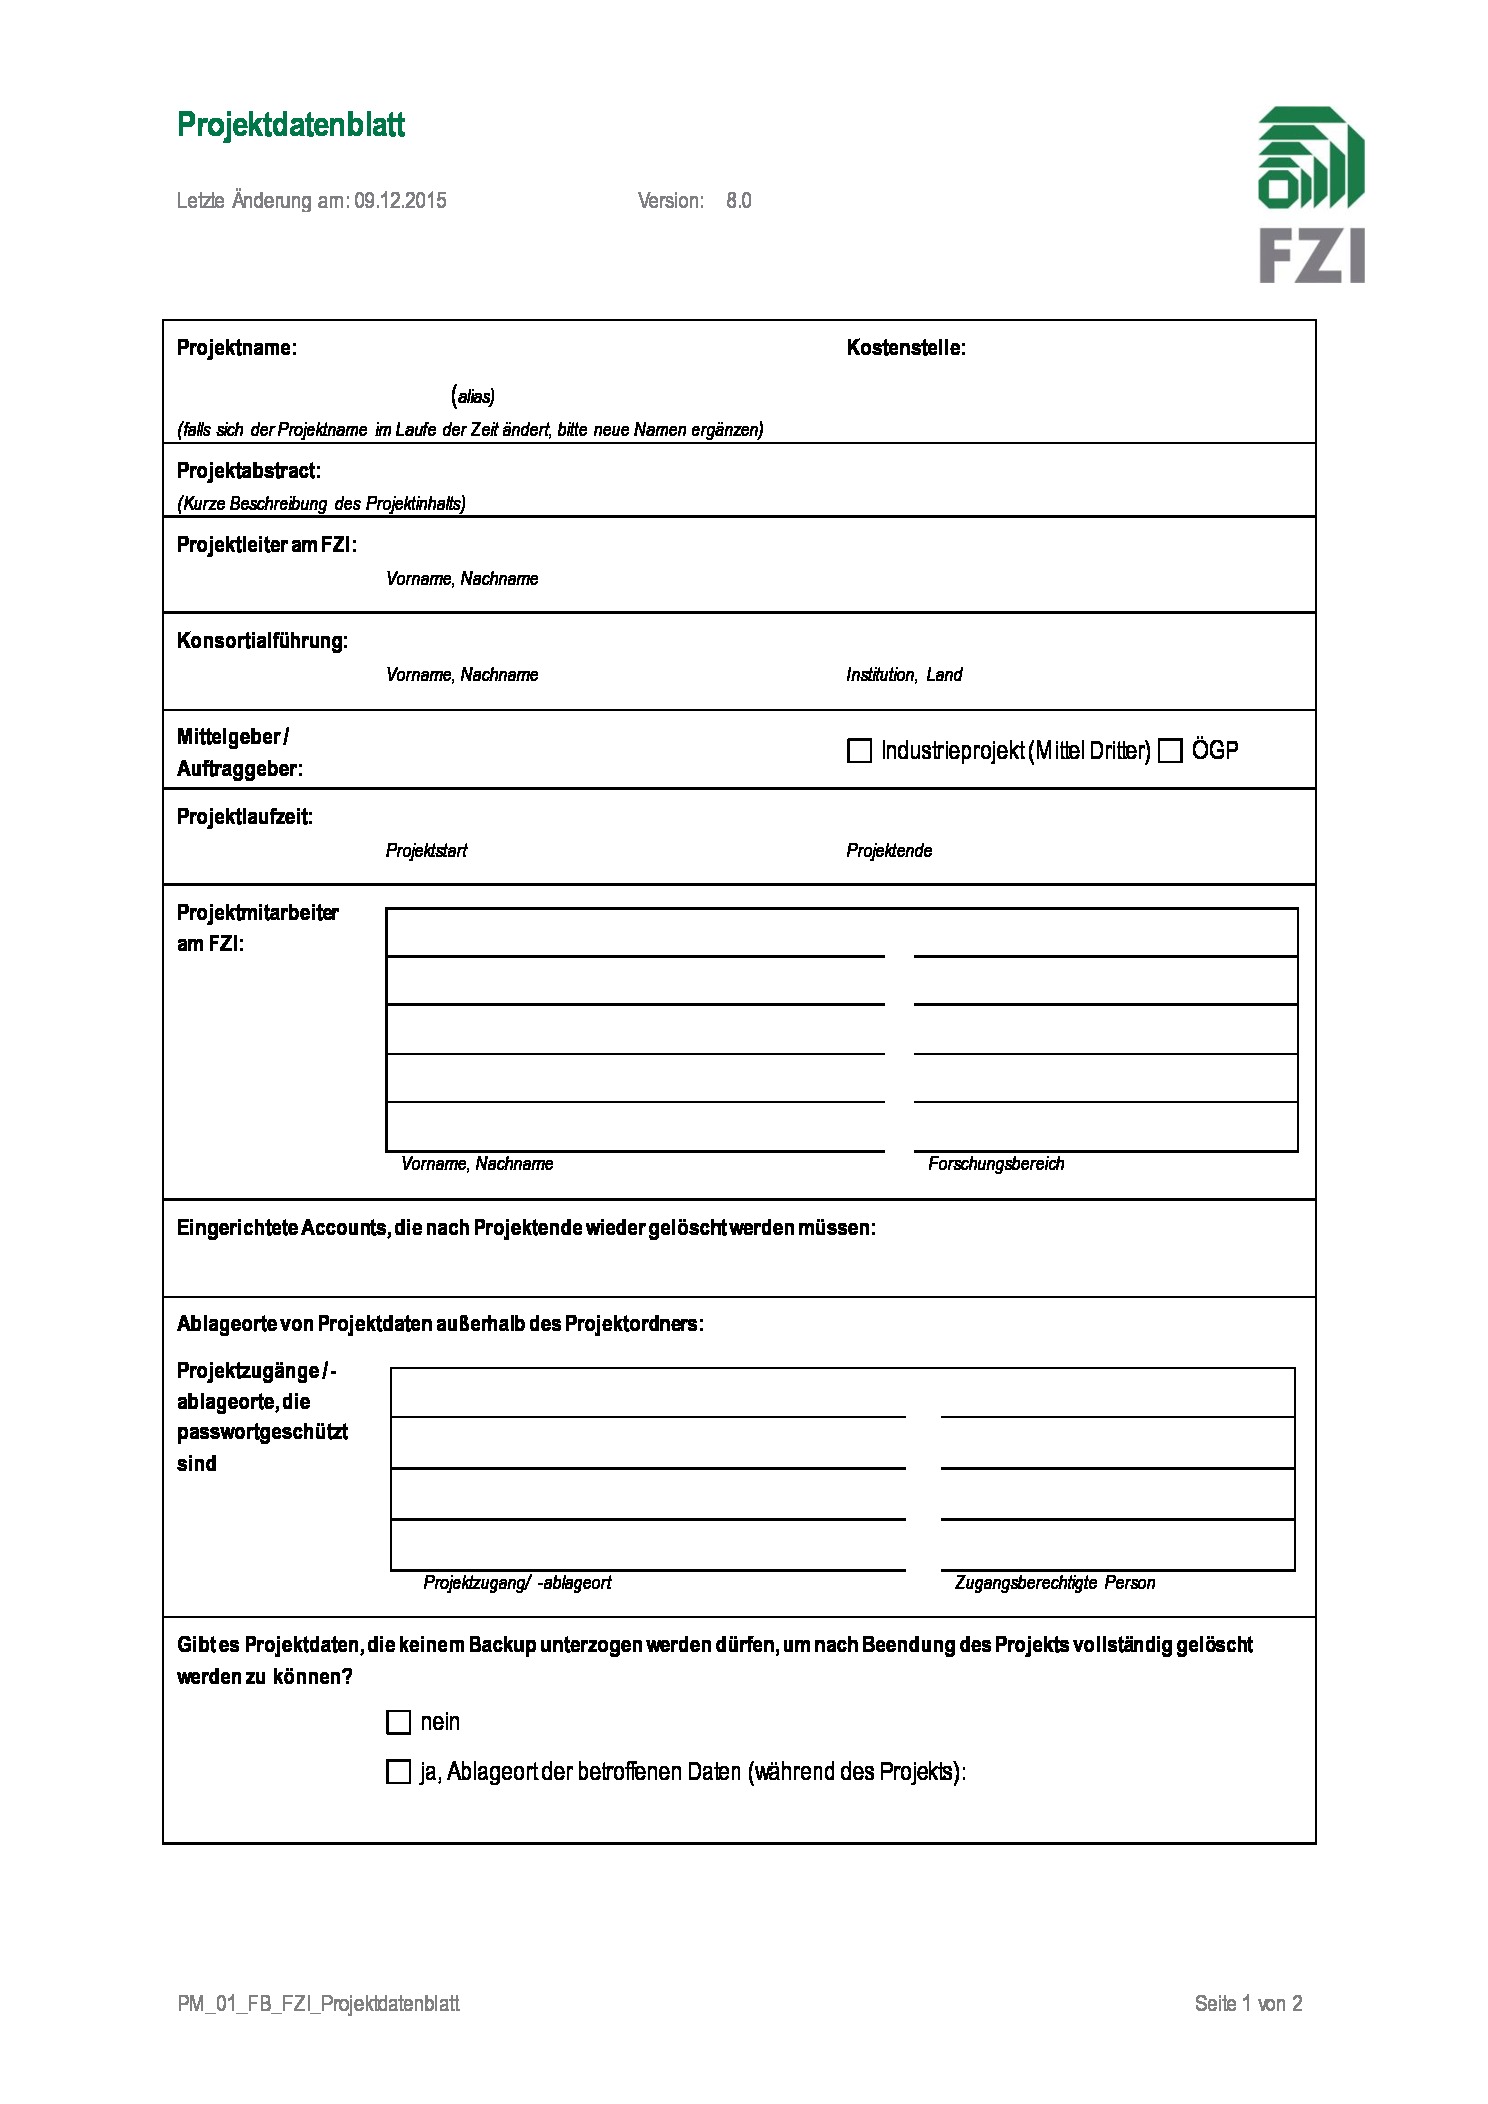 Projektdatenblatt
Letzte Änderung am: 09.12.2015 Version: 8.0
FZI
Projektname: Kostenstelle:
(alias)
(falls sich der Projektname im Laufe der Zeit ändert, bitte neue Namen ergänzen)
Projektabstract:
(Kurze Beschreibung des Projektinhalts)
Projektleiter am FZI:
Vorname, Nachname
Konsortialführung:
Vorname, Nachname Institution, Land
Mittelgeber /
Auftraggeber:
Industrieprojekt (Mittel Dritter) ÖGP
Projektlaufzeit:
Projektstart Projektende
Projektmitarbeiter
am FZI:
Vorname, Nachname Forschungsbereich
Eingerichtete Accounts, die nach Projektende wieder gelöscht werden müssen:
Ablageorte von Projektdaten außerhalb des Projektordners:
Projektzugänge / -
ablageorte, die
passwortgeschützt
sind
Projektzugang/ -ablageort Zugangsberechtigte Person
Gibt es Projektdaten, die keinem Backup unterzogen werden dürfen, um nach Beendung des Projekts vollständig gelöscht
werden zu können?
nein
ja, Ablageort der betroffenen Daten (während des Projekts):
PM_01_FB_FZI_Projektdatenblatt Seite 1 von 2